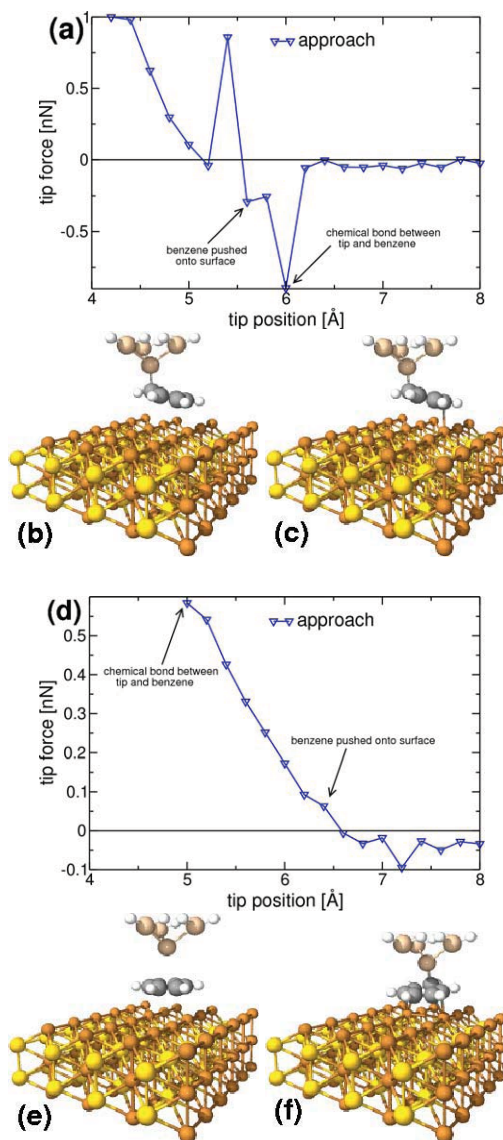 (a)
approach
1
0.5
0
-0.5
tip force [nN]
benzene pushed
onto surface
chemical bond between
tip and benzene
4 5 6 7 8
tip position [Å]
(b) (c)
(d)
approach
0.5
0.4
0.3
0.2
0.1
0
-0.1
tip force [nN]
chemical bond between
tip and benzene
benzene pushed onto surface
4 5 6 7 8
tip position [Å]
(e) (f)